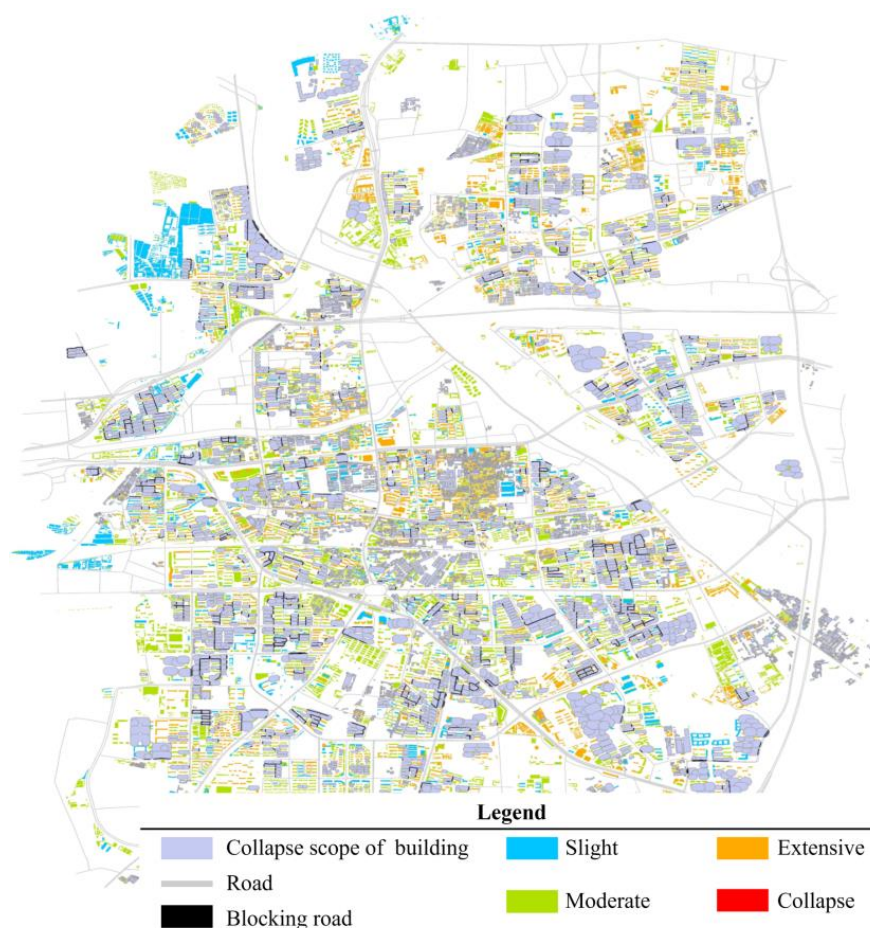 Legend
Collapse scope of building
Slight
Extensive
Road
Moderate
Collapse
Blocking road